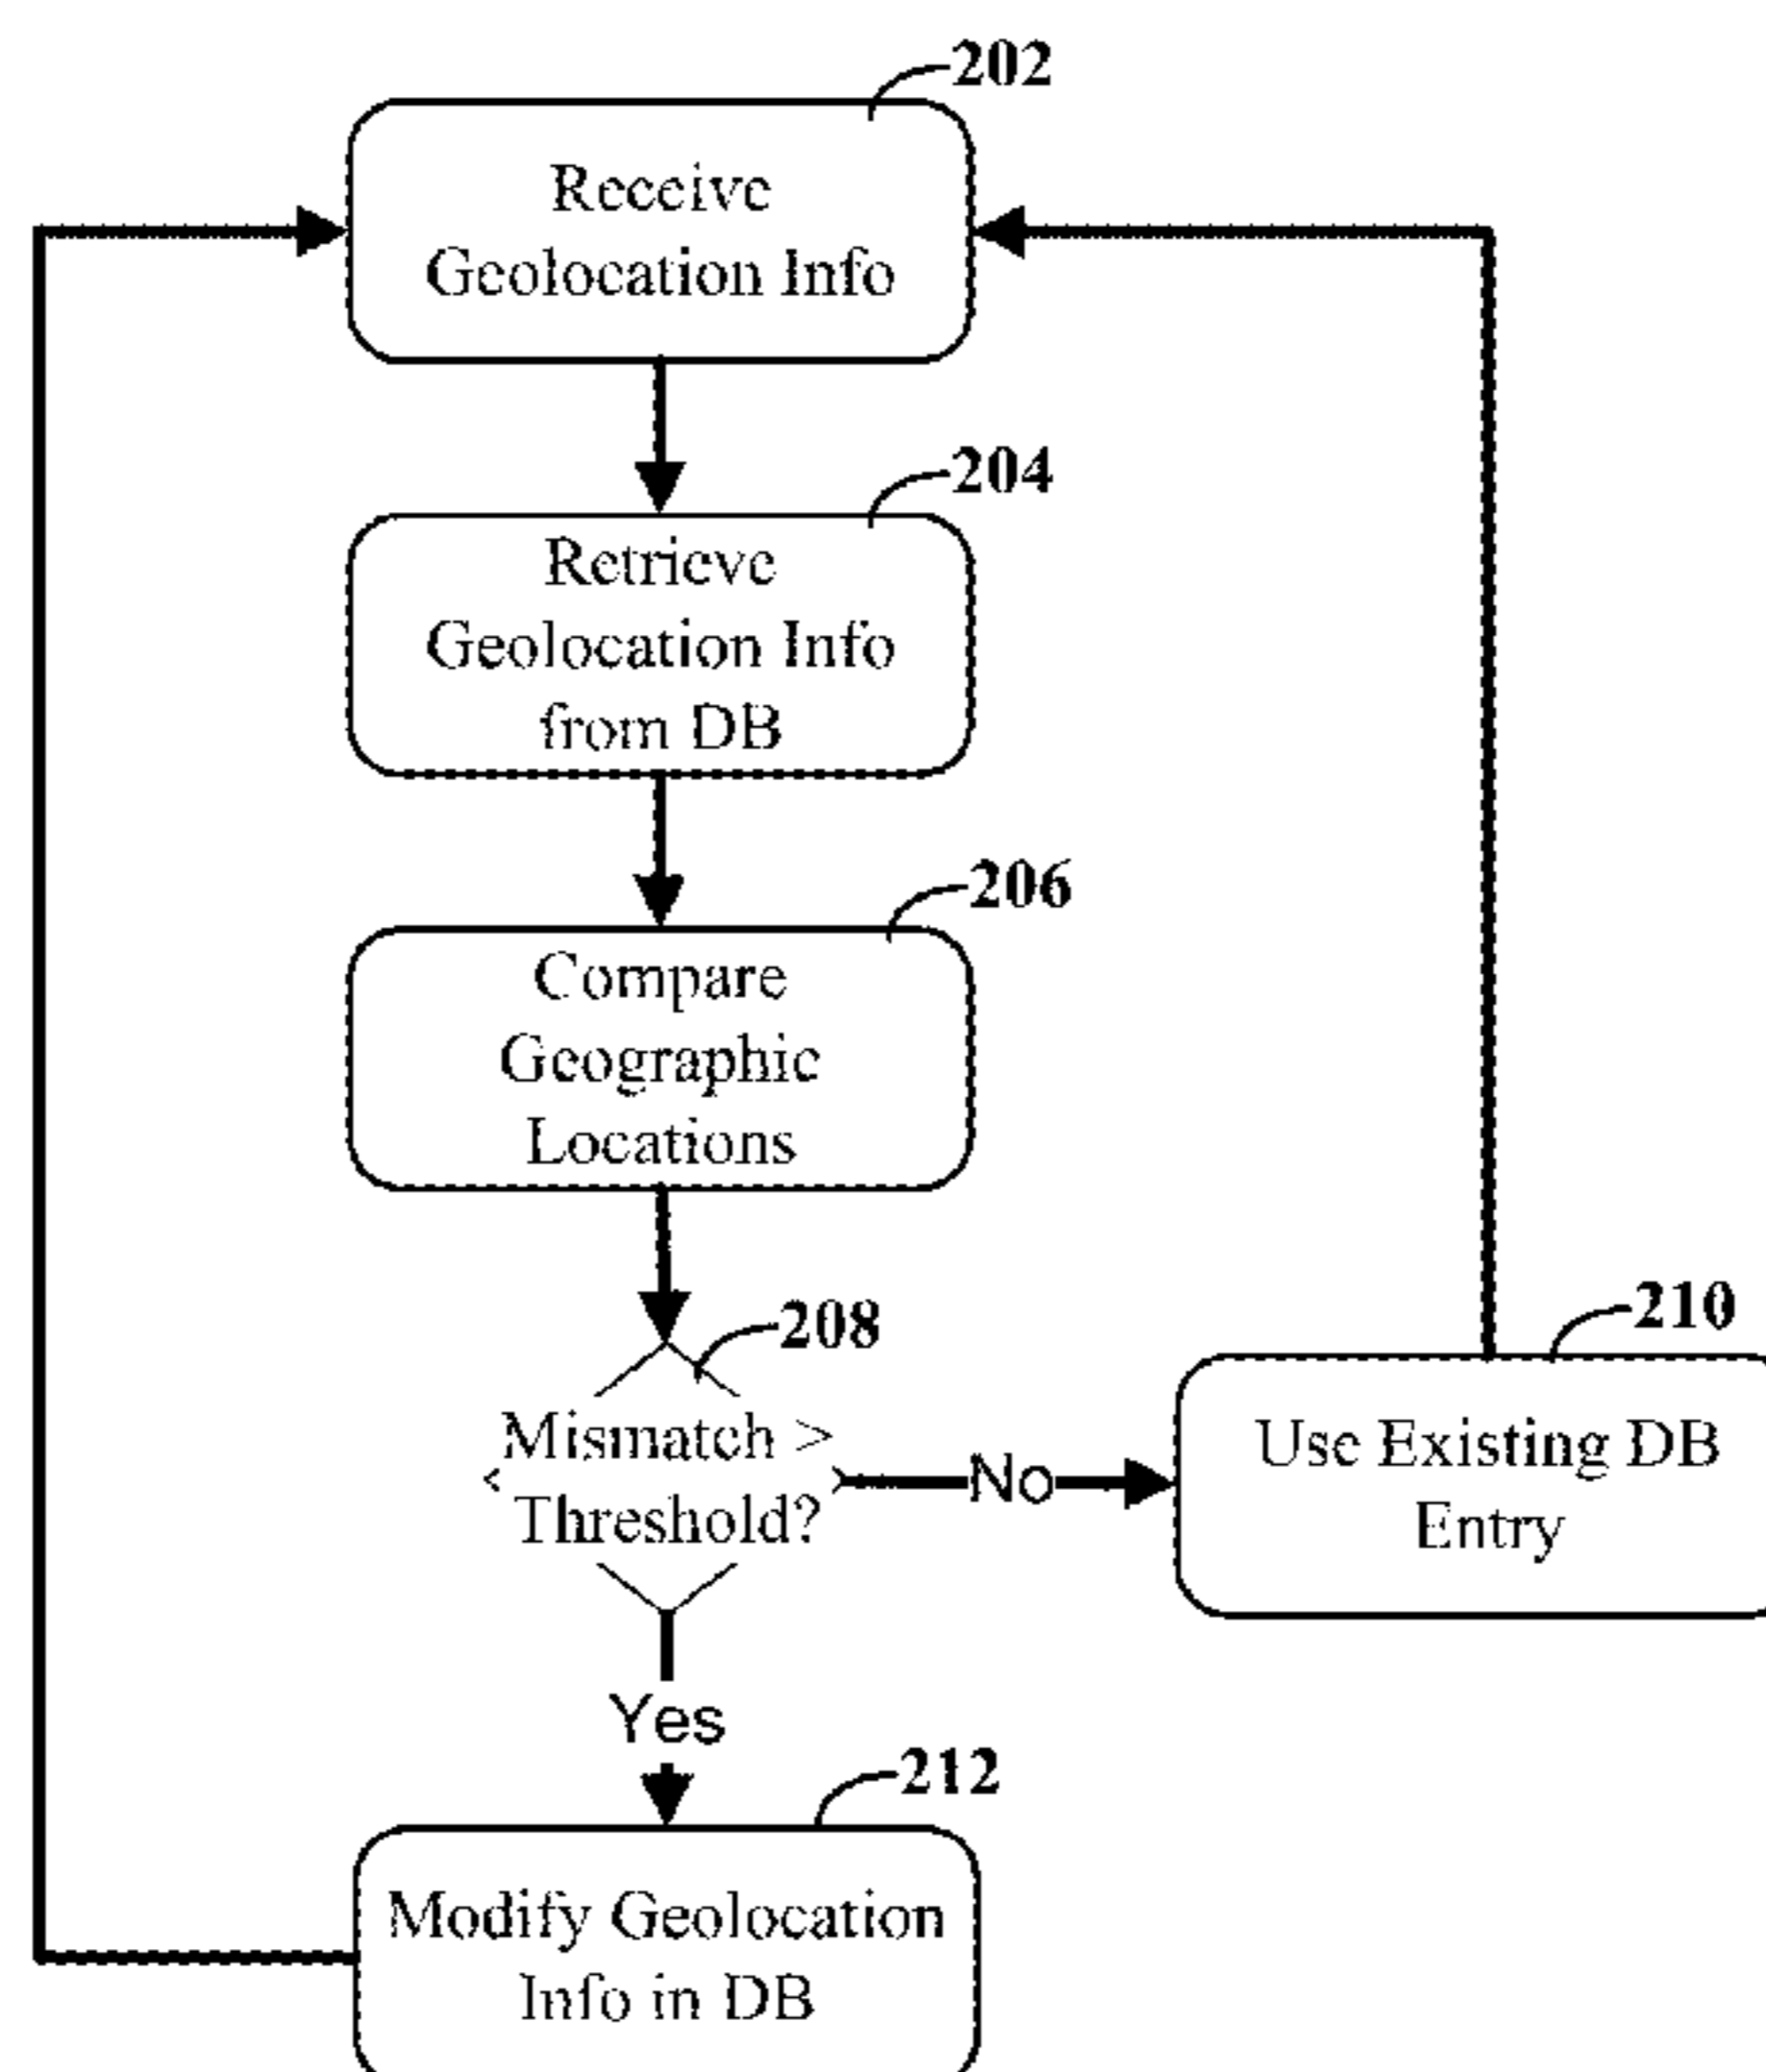 202
Receive
Geolocation Info
204
Retrieve
Geolocation Info
from DB
206
Compare
Geographic
Locations
208
Mismatch >
Threshold?
No
210
Use Existing DB
Entry
Yes
212
Modify Geolocation
Info in DB